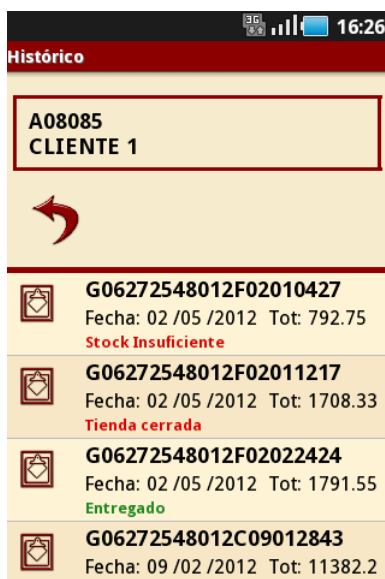 3G 16:26
Histórico
A08085
CLIENTE 1
G06272548012F02010427
Fecha: 02 /05 /2012 Tot: 792.75
Stock Insuficiente
G06272548012F02011217
Fecha: 02 /05 /2012 Tot: 1708.33
Tienda cerrada
G06272548012F02022424
Fecha: 02 /05 /2012 Tot: 1791.55
Entregado
G06272548012C09012843
Fecha: 09 /02 /2012 Tot: 11382.2